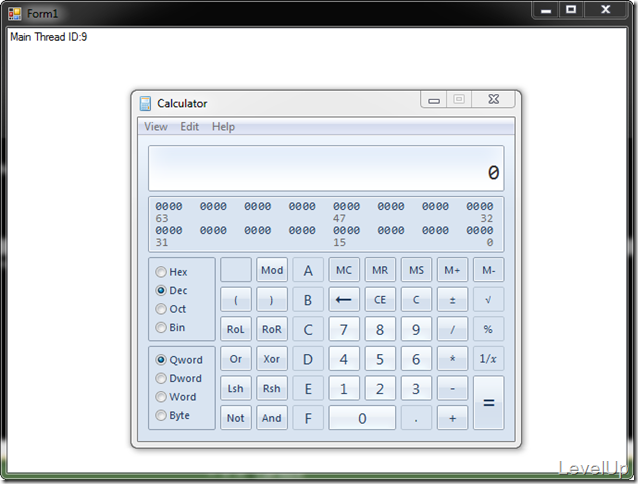 Form1
Main Thread ID:9
Calculator
View Edit Help
0
0000 0000 0000 0000 0000 0000 0000 0000
63 47 32
0000 0000 0000 0000 0000 0000 0000 0000
31 15 0
Hex Mod A MC MR MS M+ M-
Dec ( ) B ← CE C ± √
Oct
Bin RoL RoR C 7 8 9 / %
Qword Or Xor D 4 5 6 * 1/x
Dword
Word Lsh Rsh E 1 2 3 - =
Byte Not And F 0 . +
LevelUp